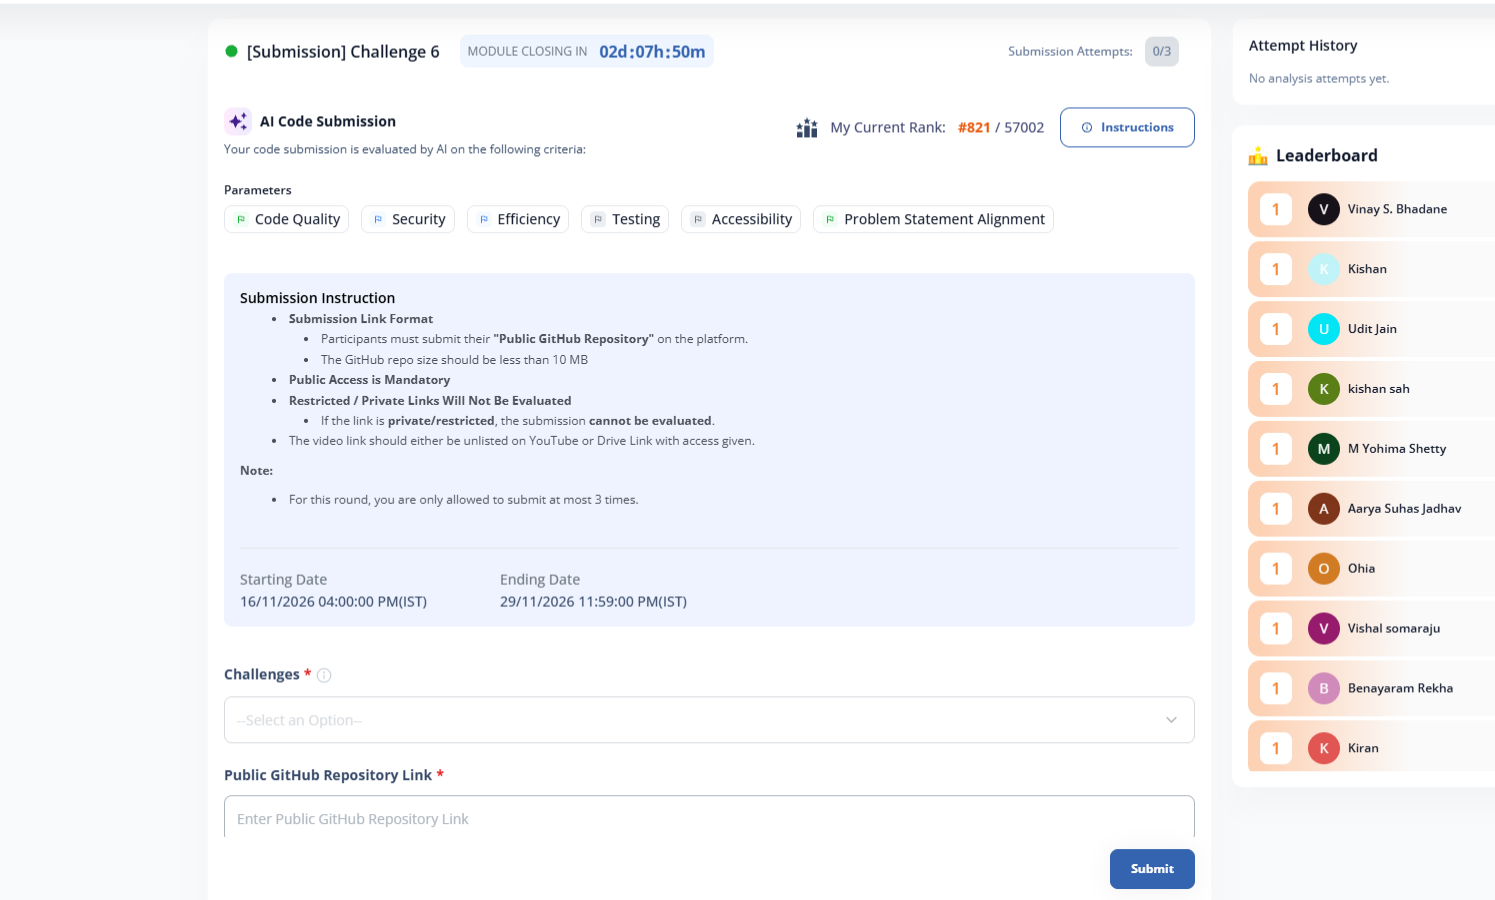 [Submission] Challenge 6
MODULE CLOSING IN 02d:07h:50m
Submission Attempts: 0/3
AI Code Submission
Your code submission is evaluated by AI on the following criteria:
My Current Rank: #821 / 57002
Instructions
Parameters
Code Quality
Security
Efficiency
Testing
Accessibility
Problem Statement Alignment
Submission Instruction
• Submission Link Format
• Participants must submit their "Public GitHub Repository" on the platform.
• The GitHub repo size should be less than 10 MB
• Public Access is Mandatory
• Restricted / Private Links Will Not Be Evaluated
• If the link is private/restricted, the submission cannot be evaluated.
• The video link should either be unlisted on YouTube or Drive Link with access given.
Note:
• For this round, you are only allowed to submit at most 3 times.
Starting Date
16/11/2026 04:00:00 PM(IST)
Ending Date
29/11/2026 11:59:00 PM(IST)
Challenges *
--Select an Option--
Public GitHub Repository Link *
Enter Public GitHub Repository Link
Submit
Attempt History
No analysis attempts yet.
Leaderboard
1 V Vinay S. Bhadane
1 K Kishan
1 U Udit Jain
1 K kishan sah
1 M M Yohima Shetty
1 A Aarya Suhas Jadhav
1 O Ohia
1 V Vishal somaraju
1 B Benayaram Rekha
1 K Kiran